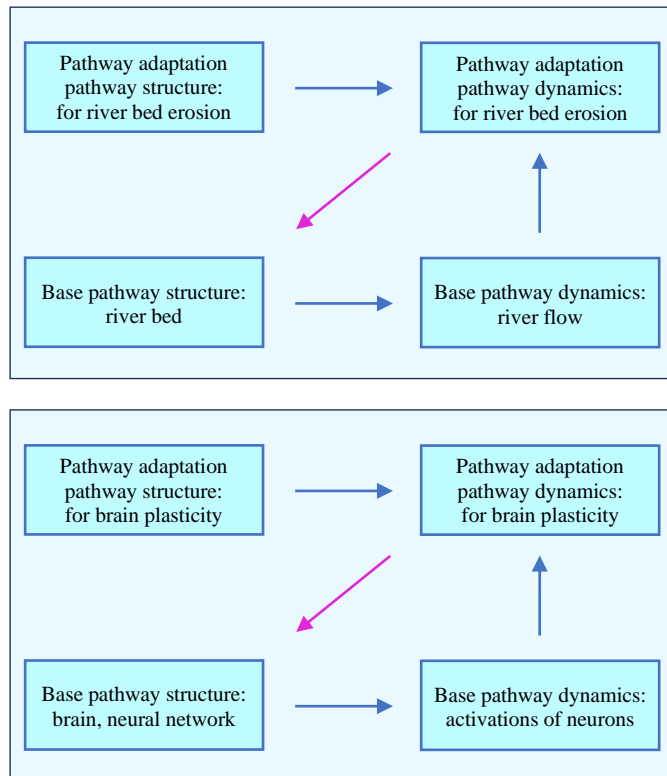 Pathway adaptation
pathway structure:
for river bed erosion
Pathway adaptation
pathway dynamics:
for river bed erosion
Base pathway structure:
river bed
Base pathway dynamics:
river flow
Pathway adaptation
pathway structure:
for brain plasticity
Pathway adaptation
pathway dynamics:
for brain plasticity
Base pathway structure:
brain, neural network
Base pathway dynamics:
activations of neurons